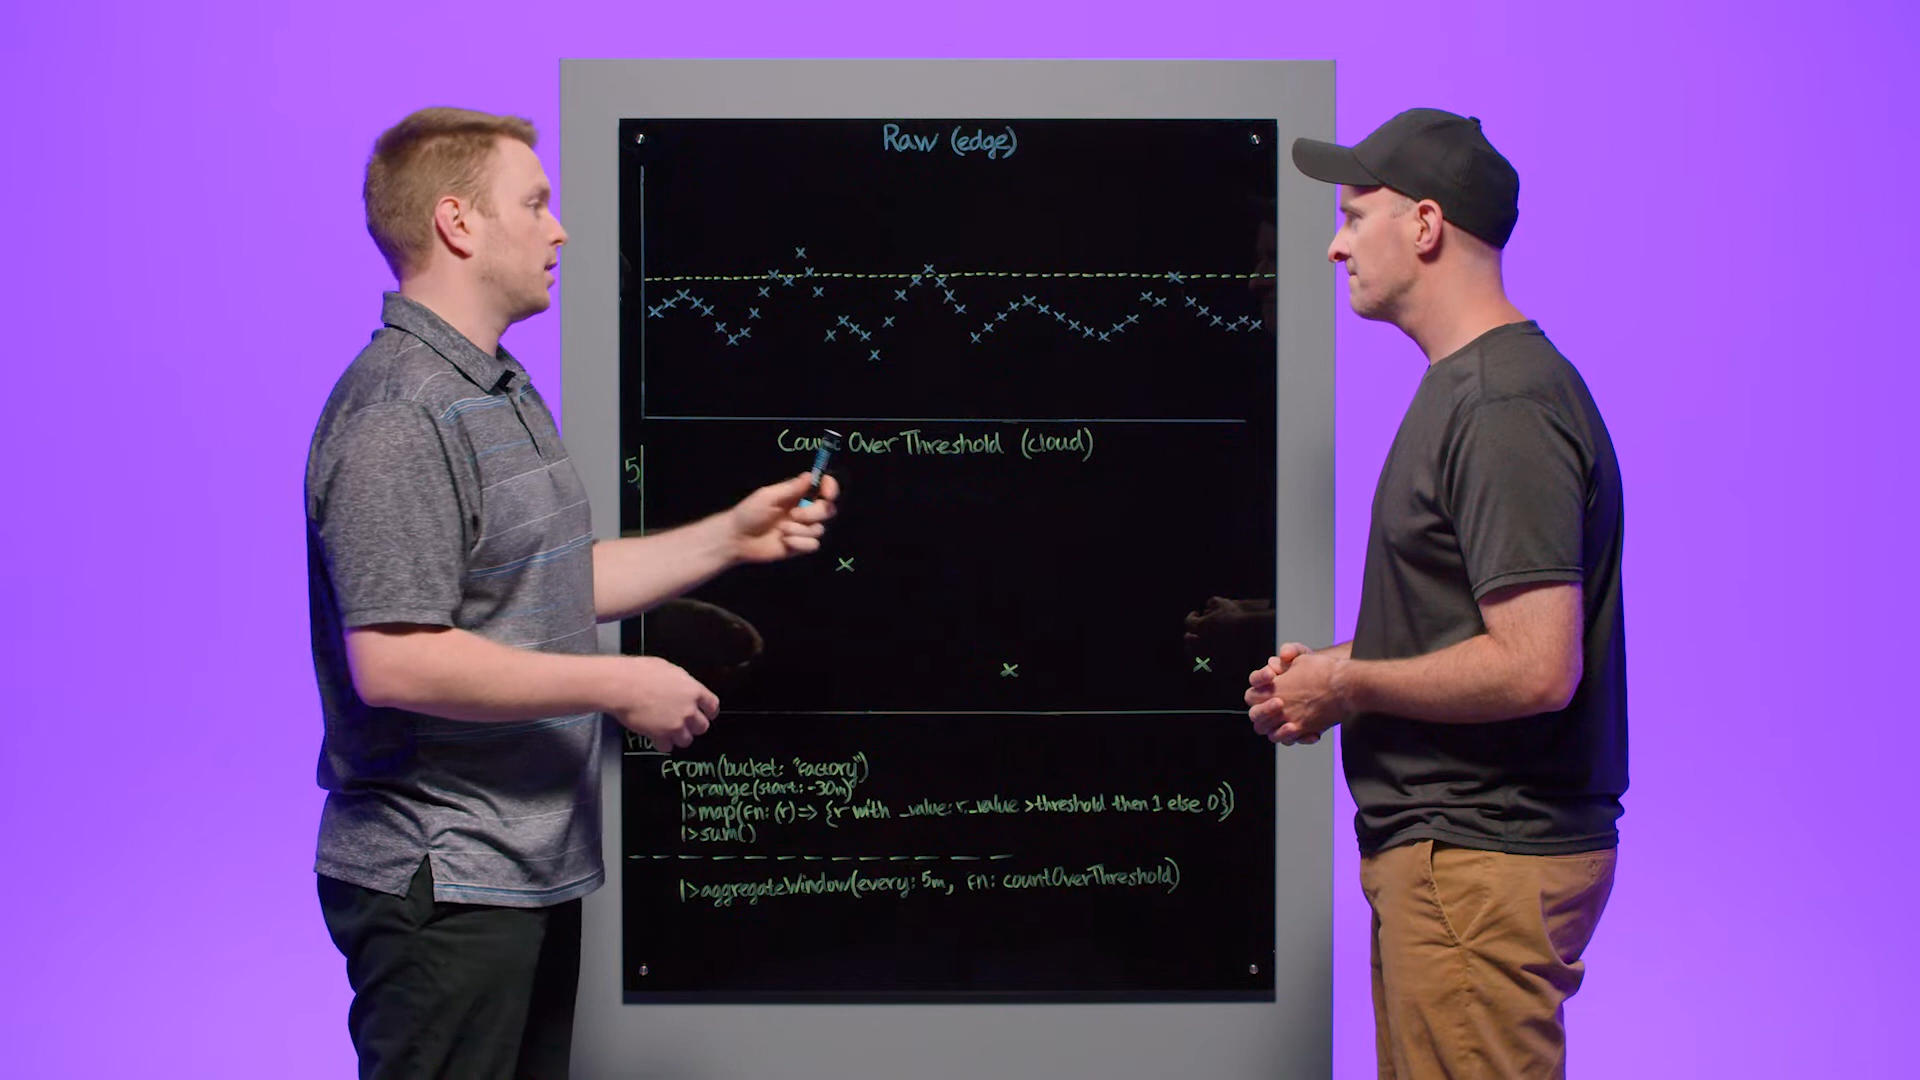 Raw (edge)
Over Threshold (cloud)
5
from(bucket: "factory")
|>range(start: -30m)
|>map(fn: (r) => {r with _value: r._value >threshold then 1 else 0})
|>sum()
|>aggregateWindow(every: 5m, fn: countOverThreshold)